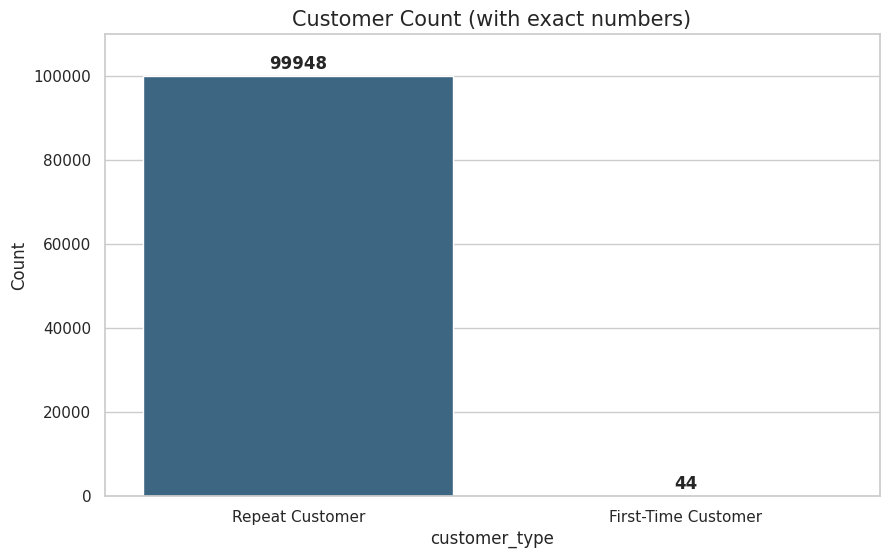 Customer Count (with exact numbers)
99948
100000
80000
60000
40000
20000
0
44
Count
Repeat Customer
First-Time Customer
customer_type